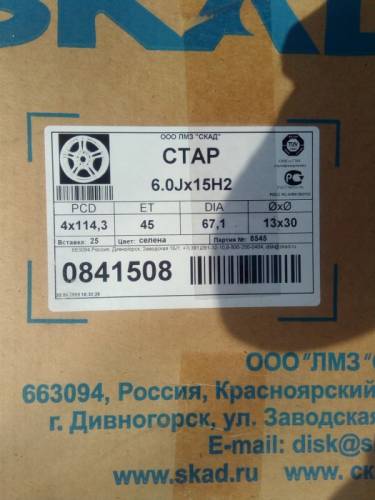 SKAD
ООО ЛМЗ "СКАД"
СТАР
6.0Jx15H2
PCD ET DIA ØxØ
4x114,3 45 67,1 13x30
Вставка: 25 Цвет: селена Партия №: 8545
0841508
ООО "ЛМЗ
663094, Россия, Красноярский
г. Дивногорск, ул. Заводская
E-mail: disk@s
www.skad.ru www.sk